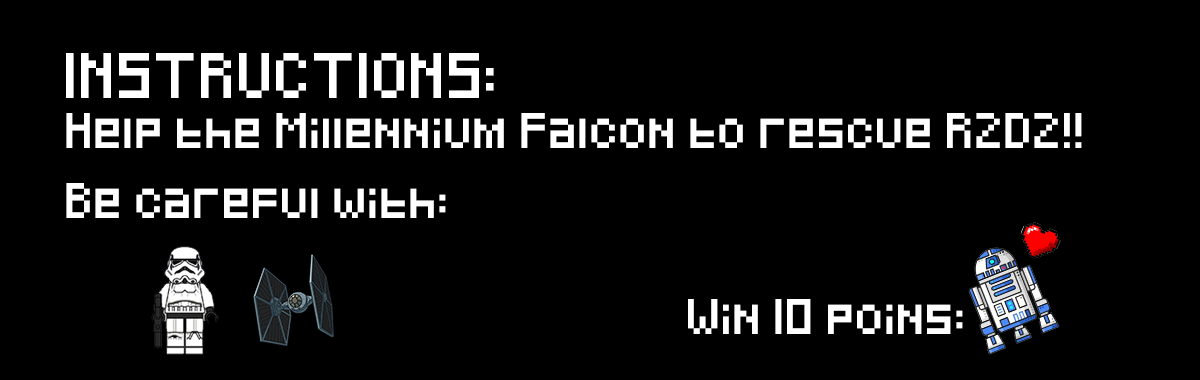 INSTRUCTIONS:
Help the Millennium Falcon to rescue R2D2!!
Be careful with:
Win 10 poins: